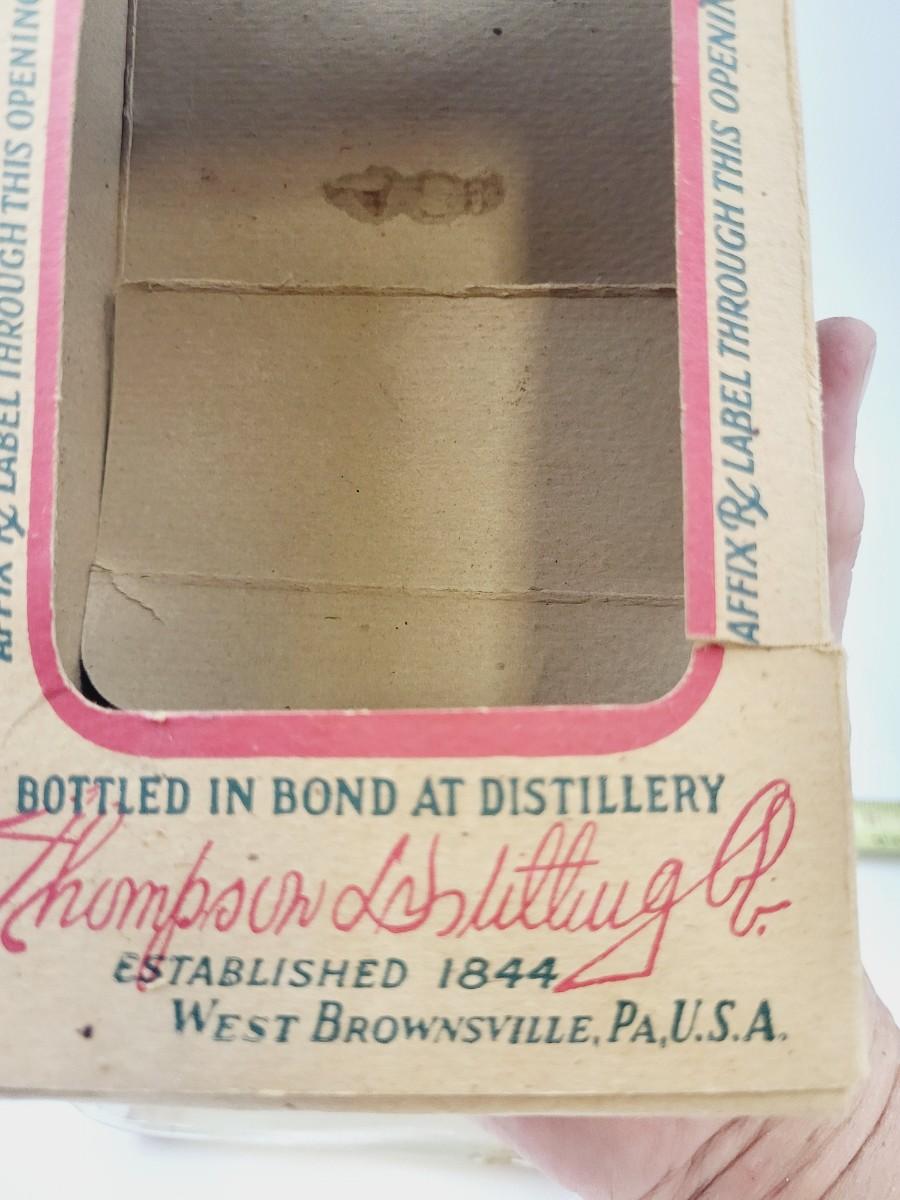 AFFIX ℞ LABEL THROUGH THIS OPENING
AFFIX ℞ LABEL THROUGH THIS OPENIN
BOTTLED IN BOND AT DISTILLERY
Thompson Distilling Co.
ESTABLISHED 1844
WEST BROWNSVILLE, PA, U.S.A.